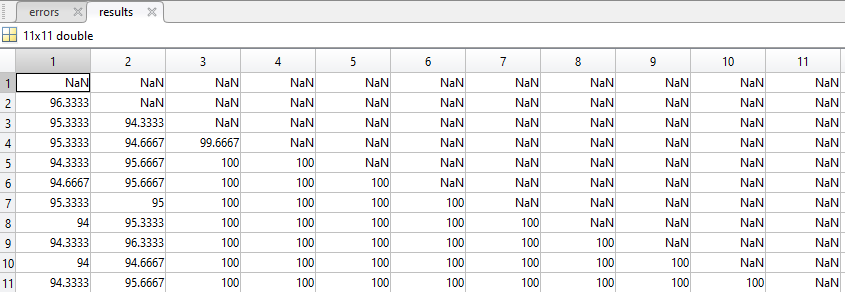 errors results
11x11 double
1 2 3 4 5 6 7 8 9 10 11
1 NaN NaN NaN NaN NaN NaN NaN NaN NaN NaN NaN
2 96.3333 NaN NaN NaN NaN NaN NaN NaN NaN NaN NaN
3 95.3333 94.3333 NaN NaN NaN NaN NaN NaN NaN NaN NaN
4 95.3333 94.6667 99.6667 NaN NaN NaN NaN NaN NaN NaN NaN
5 94.3333 95.6667 100 100 NaN NaN NaN NaN NaN NaN NaN
6 94.6667 95.6667 100 100 100 NaN NaN NaN NaN NaN NaN
7 95.3333 95 100 100 100 100 NaN NaN NaN NaN NaN
8 94 95.3333 100 100 100 100 100 NaN NaN NaN NaN
9 94.3333 96.3333 100 100 100 100 100 100 NaN NaN NaN
10 94 94.6667 100 100 100 100 100 100 100 NaN NaN
11 94.3333 95.6667 100 100 100 100 100 100 100 100 NaN